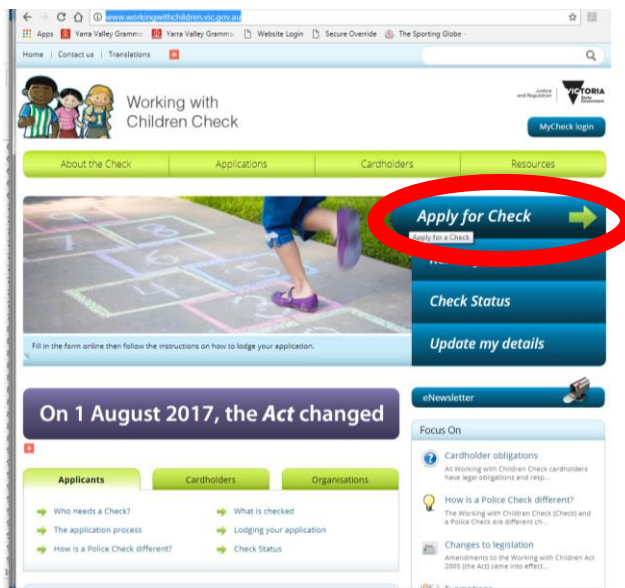 www.workingwithchildren.vic.gov.au
Apps Yarra Valley Gramma Yarra Valley Gramma Website Login Secure Override The Sporting Globe
Home | Contact us | Translations
Working with
Children Check
Justice
and Regulation
VICTORIA
State
Government
MyCheck login
About the Check
Applications
Cardholders
Resources
Apply for Check
Apply for a Check
Check Status
Update my details
Fill in the form online then follow the instructions on how to lodge your application.
On 1 August 2017, the Act changed
eNewsletter
Focus On
Cardholder obligations
All Working with Children Check cardholders
have legal obligations and resp...
How is a Police Check different?
The Working with Children Check (Check) and
a Police Check are different ch...
Changes to legislation
Amendments to the Working with Children Act
2005 (the Act) came into effect...
Applicants
Cardholders
Organisations
Who needs a Check?
What is checked
The application process
Lodging your application
How is a Police Check different?
Check Status